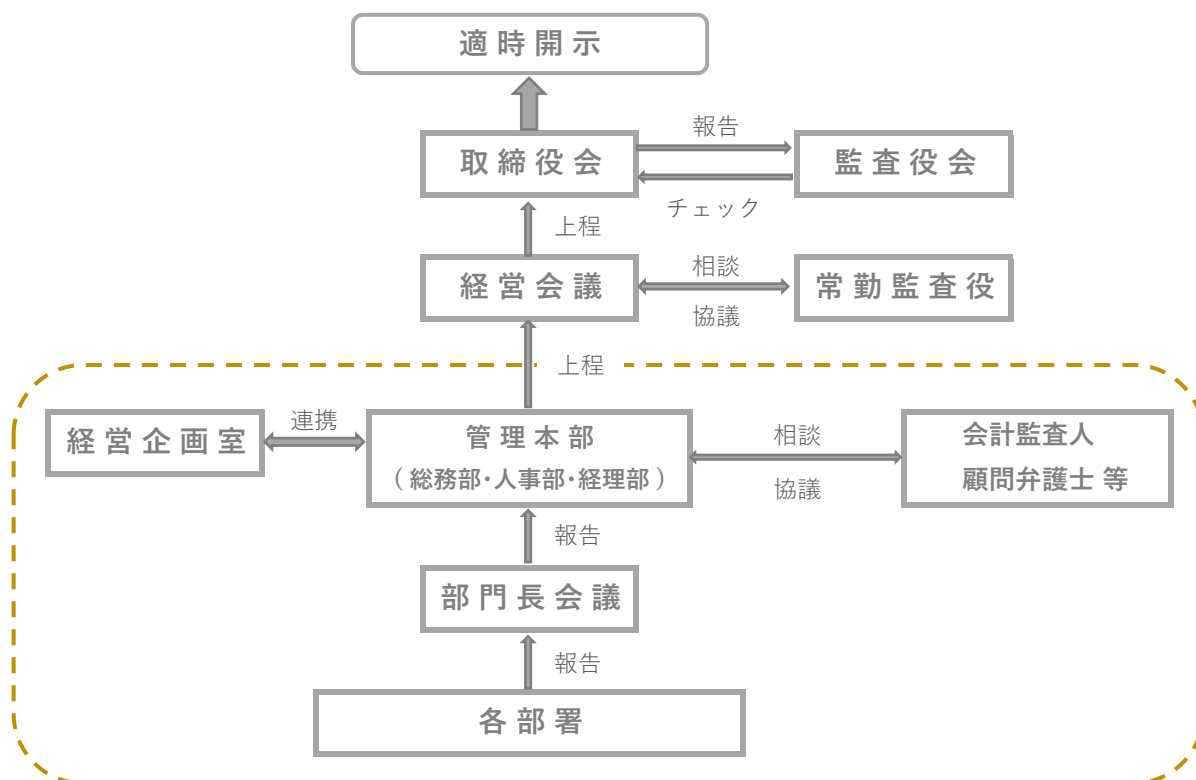 適時開示
報告
取締役会
監査役会
チェック
上程
相談
経営会議
常勤監査役
協議
上程
連携
経営企画室
管理本部
(総務部・人事部・経理部)
相談
協議
会計監査人
顧問弁護士 等
報告
部門長会議
報告
各部署